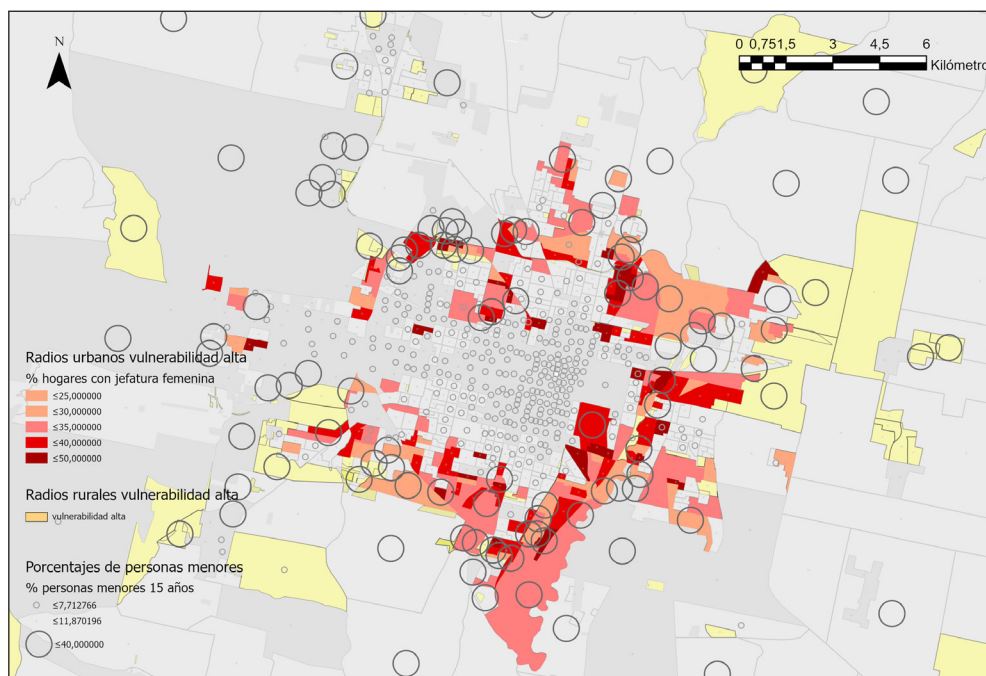 N
0 0,75 1,5 3 4,5 6
Kilómetro
Radios urbanos vulnerabilidad alta
% hogares con jefatura femenina
≤25,000000
≤30,000000
≤35,000000
≤40,000000
≤50,000000
Radios rurales vulnerabilidad alta
vulnerabilidad alta
Porcentajes de personas menores
% personas menores 15 años
≤7,712766
≤11,870196
≤40,000000